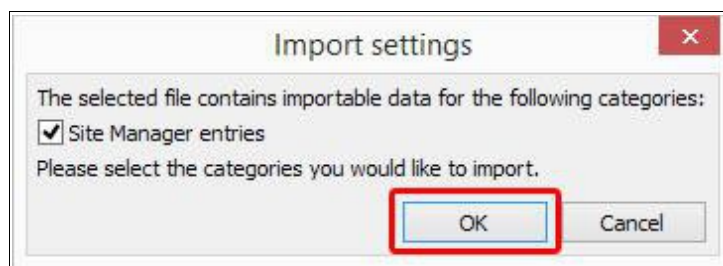 Import settings
The selected file contains importable data for the following categories:
Site Manager entries
Please select the categories you would like to import.
OK Cancel